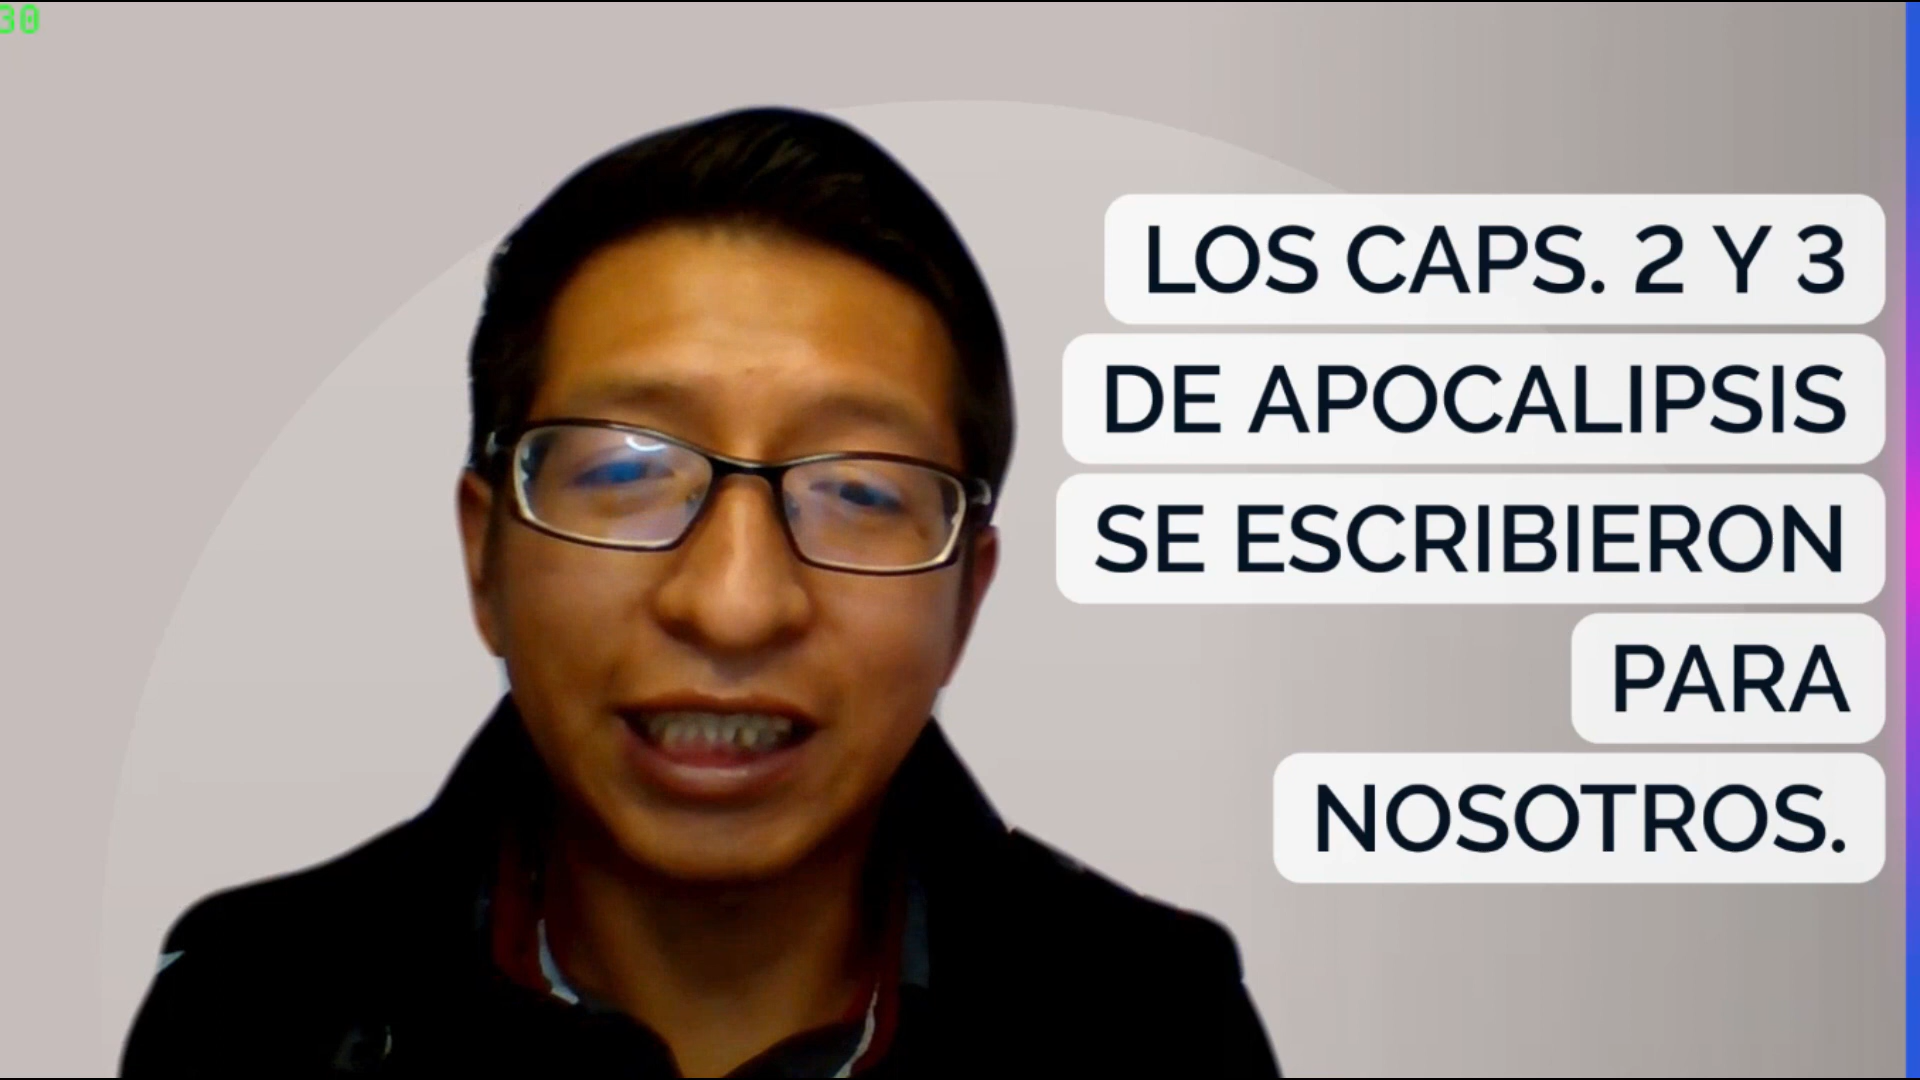 30
LOS CAPS. 2 Y 3
DE APOCALIPSIS
SE ESCRIBIERON
PARA
NOSOTROS.